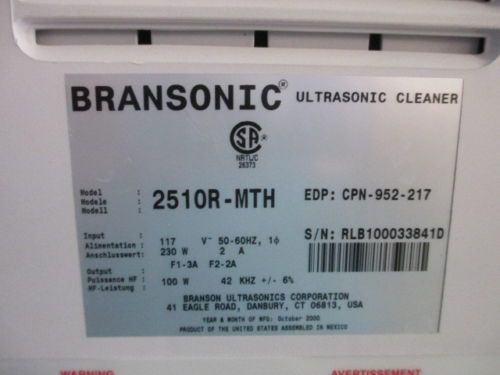 BRANSONIC® ULTRASONIC CLEANER
SA
NRTL/C
26373
Model : 2510R-MTH EDP: CPN-952-217
Modele :
Modell :
Input : 117 V~ 50-60HZ, 1ϕ S/N: RLB100033841D
Alimentation : 230 W 2 A
Anschlusswert: F1-3A F2-2A
Output :
Puissance HF : 100 W 42 KHZ +/- 6%
HF-Leistung :
BRANSON ULTRASONICS CORPORATION
41 EAGLE ROAD, DANBURY, CT 06813, USA
YEAR & MONTH OF MFG: October 2000
PRODUCT OF THE UNITED STATES ASSEMBLED IN MEXICO
WARNING AVERTISSEMENT